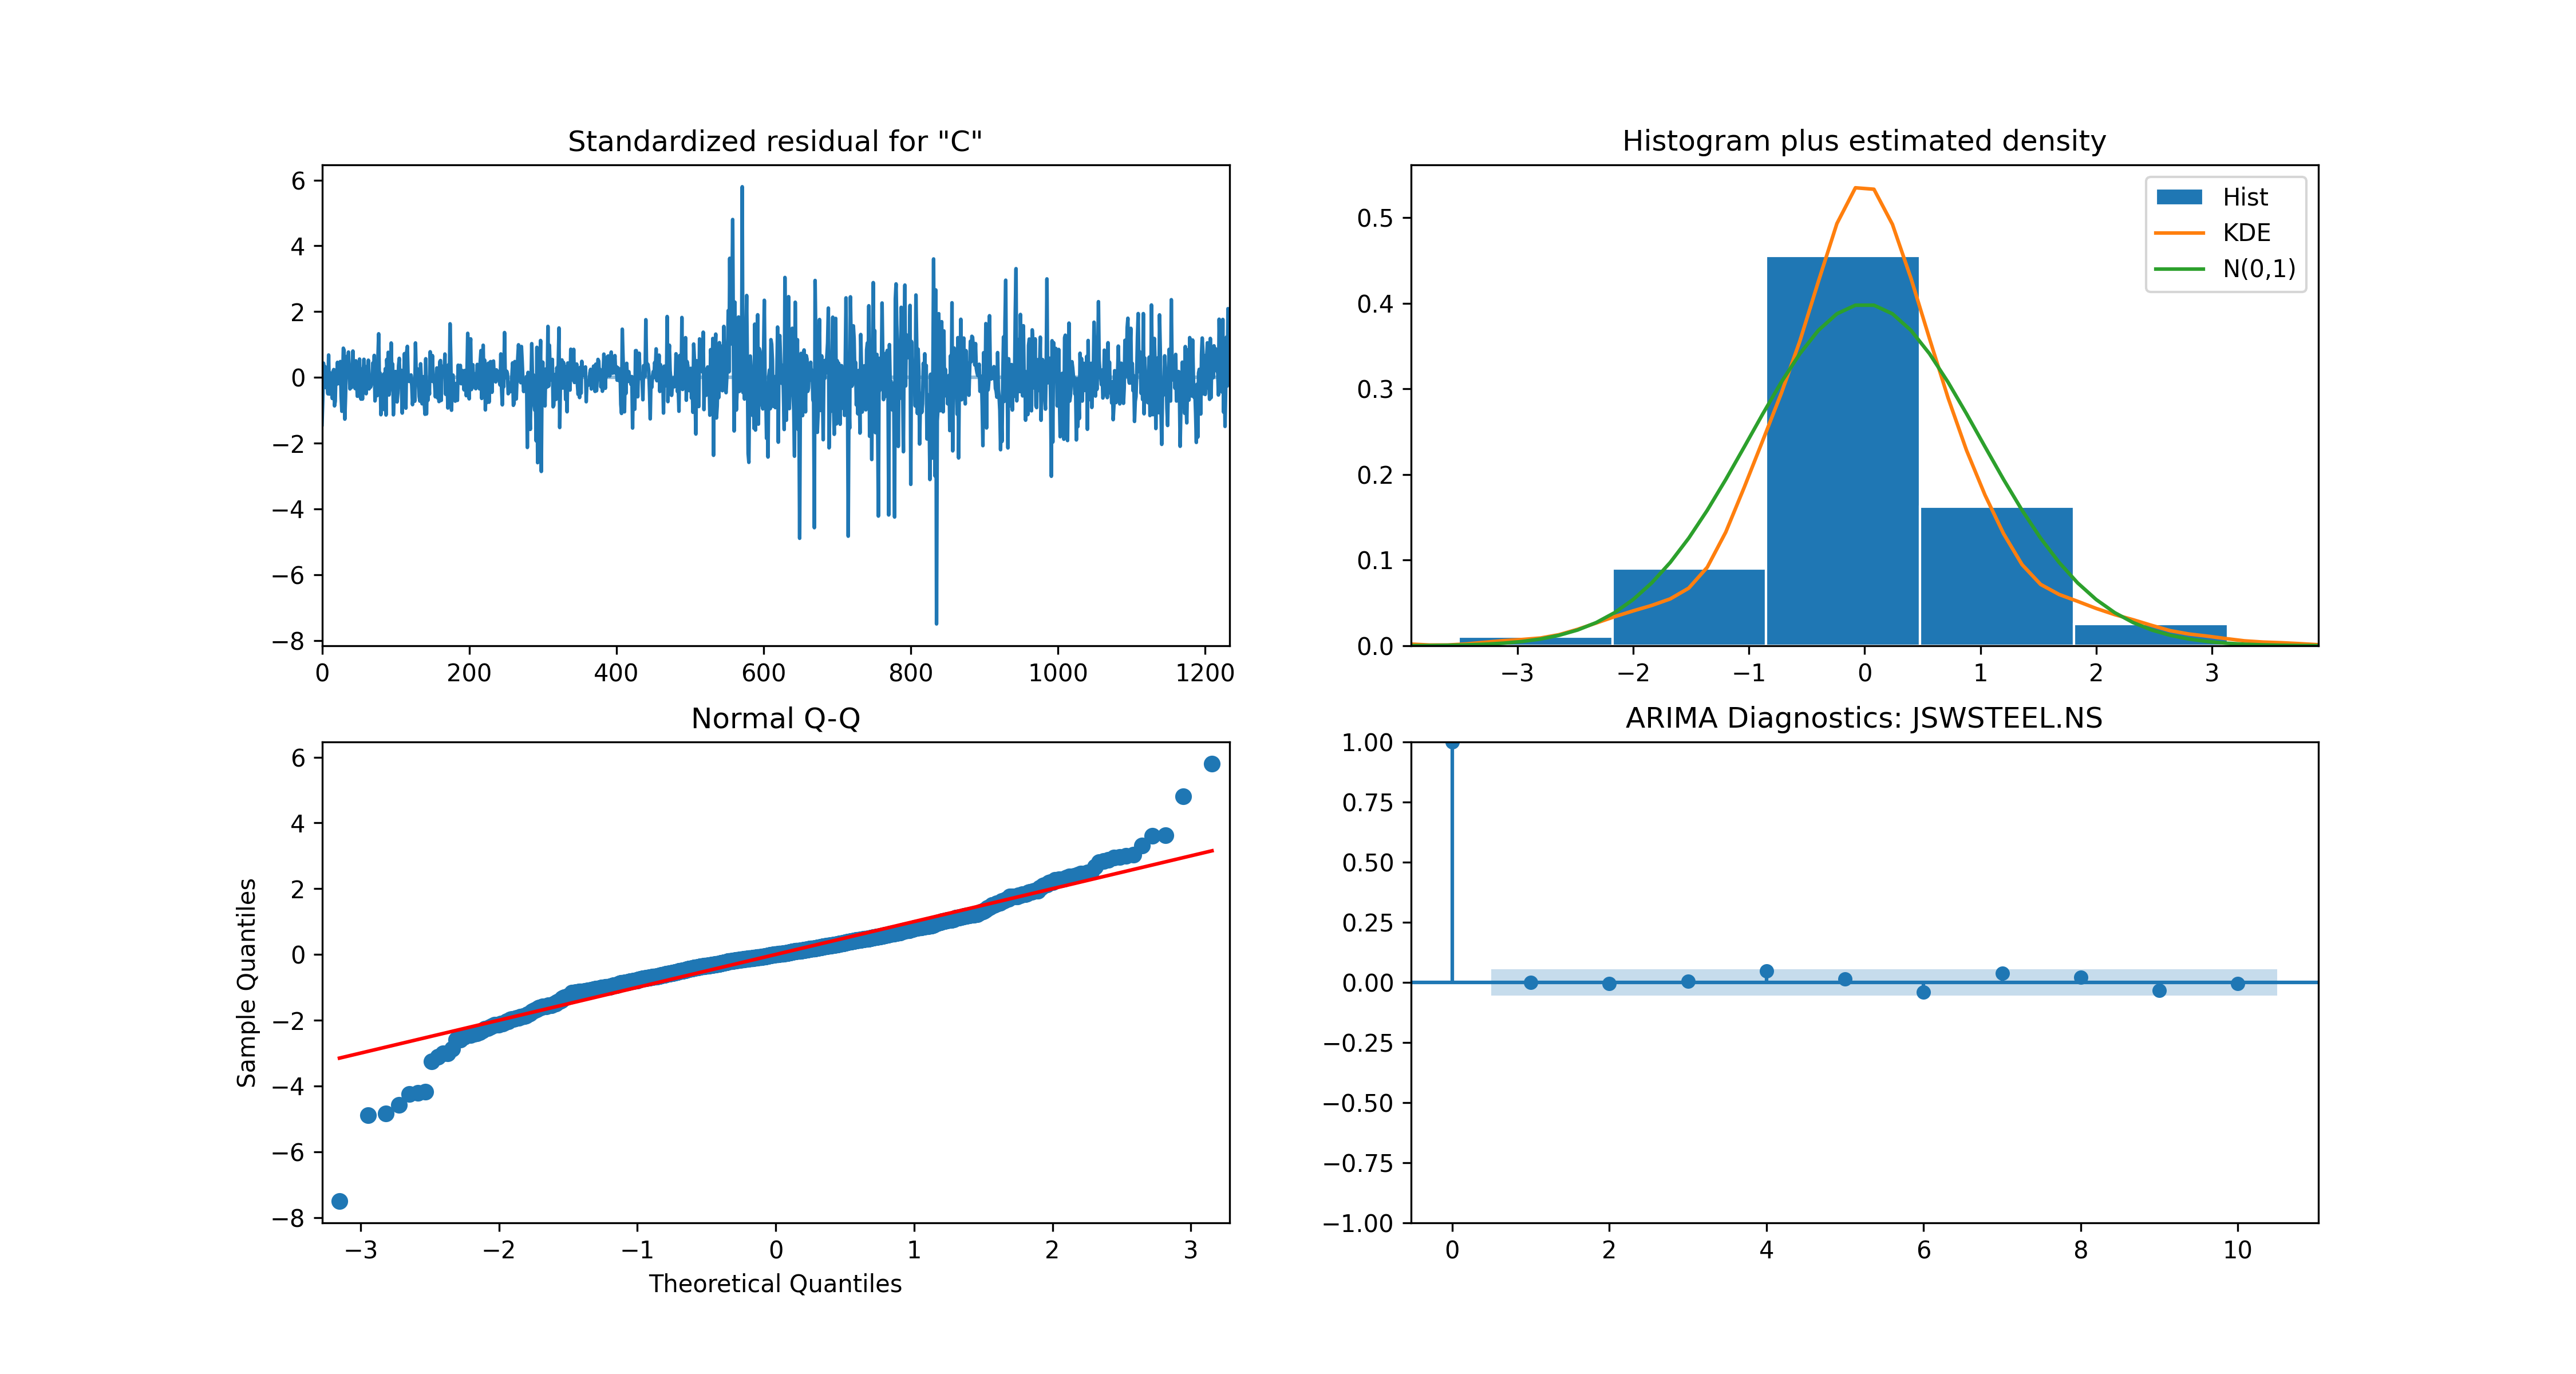 Standardized residual for "C"
6
4
2
0
−2
−4
−6
−8
0 200 400 600 800 1000 1200
Histogram plus estimated density
0.5
0.4
0.3
0.2
0.1
0.0
−3 −2 −1 0 1 2 3
Hist
KDE
N(0,1)
Normal Q-Q
Sample Quantiles
6
4
2
0
−2
−4
−6
−8
−3 −2 −1 0 1 2 3
Theoretical Quantiles
ARIMA Diagnostics: JSWSTEEL.NS
1.00
0.75
0.50
0.25
0.00
−0.25
−0.50
−0.75
−1.00
0 2 4 6 8 10